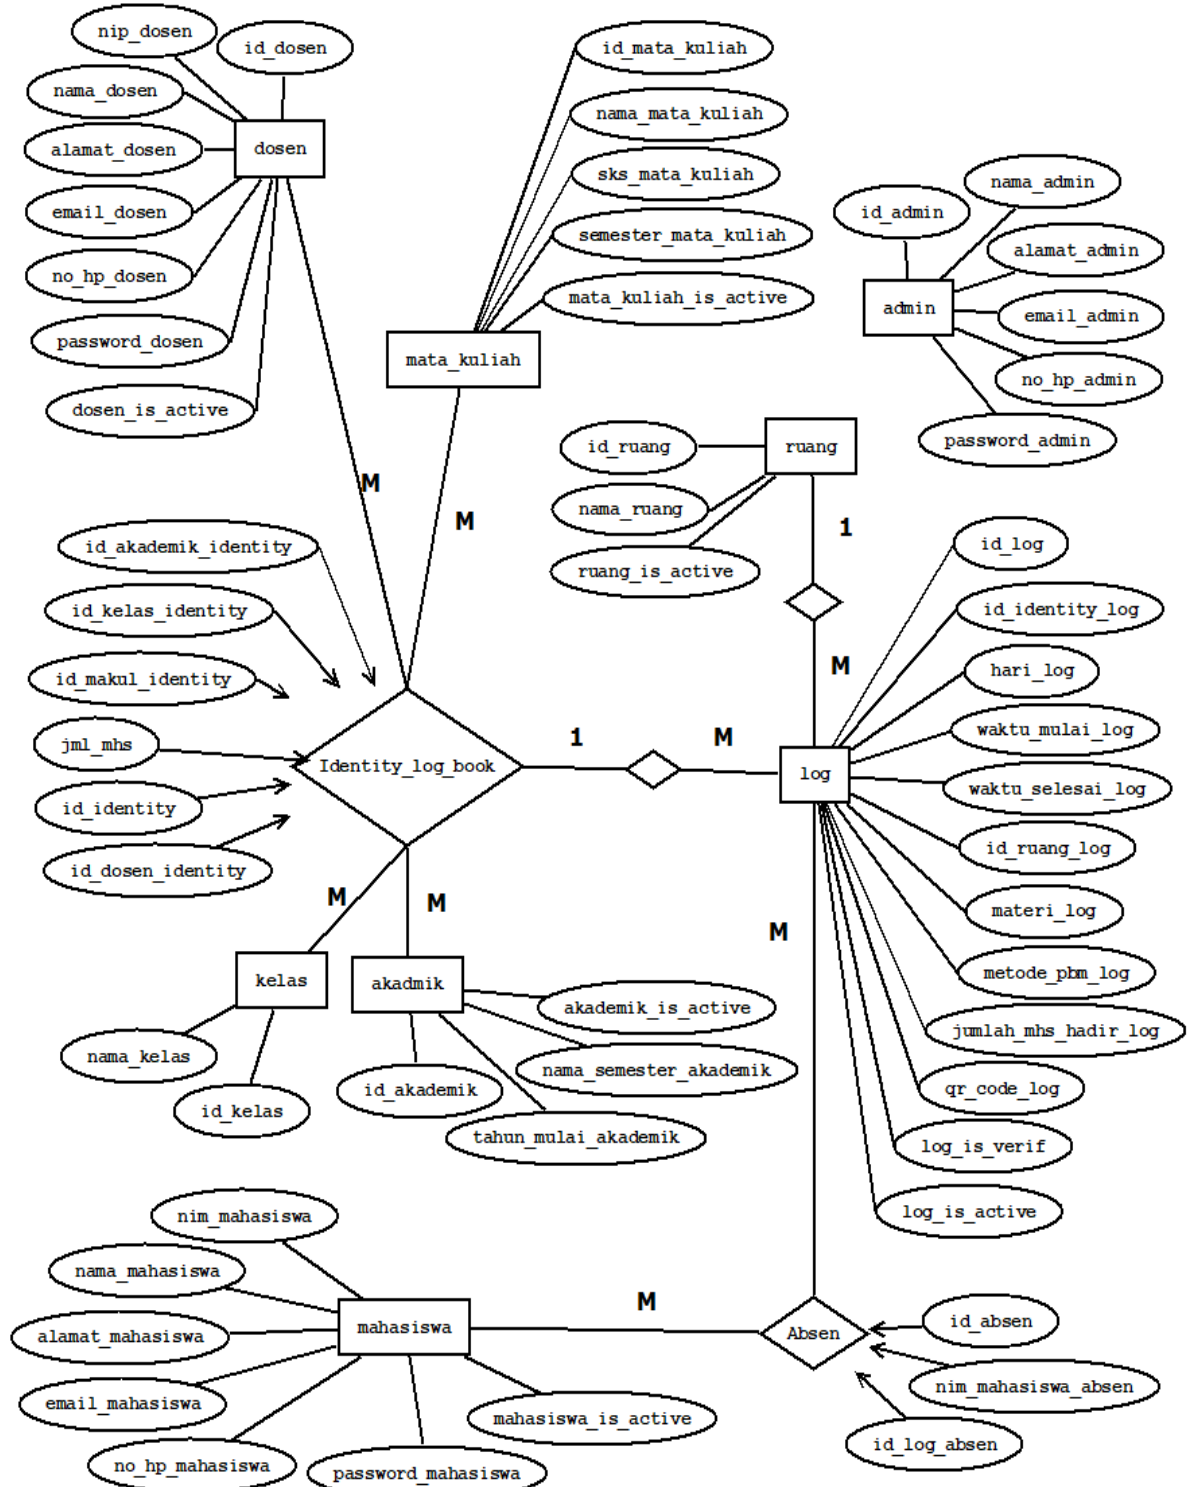 nip_dosen
id_dosen
nama_dosen
alamat_dosen
dosen
email_dosen
no_hp_dosen
password_dosen
dosen_is_active
id_mata_kuliah
nama_mata_kuliah
sks_mata_kuliah
semester_mata_kuliah
mata_kuliah_is_active
mata_kuliah
nama_admin
id_admin
alamat_admin
admin
email_admin
no_hp_admin
password_admin
id_ruang
ruang
nama_ruang
ruang_is_active
M
M
1
M
id_akademik_identity
id_kelas_identity
id_makul_identity
jml_mhs
id_identity
id_dosen_identity
Identity_log_book
1
M
log
id_log
id_identity_log
hari_log
waktu_mulai_log
waktu_selesai_log
id_ruang_log
materi_log
metode_pbm_log
jumlah_mhs_hadir_log
qr_code_log
log_is_verif
log_is_active
M
M
M
kelas
akadmik
nama_kelas
id_kelas
akademik_is_active
nama_semester_akademik
id_akademik
tahun_mulai_akademik
nim_mahasiswa
nama_mahasiswa
alamat_mahasiswa
mahasiswa
email_mahasiswa
no_hp_mahasiswa
password_mahasiswa
mahasiswa_is_active
M
Absen
id_absen
nim_mahasiswa_absen
id_log_absen